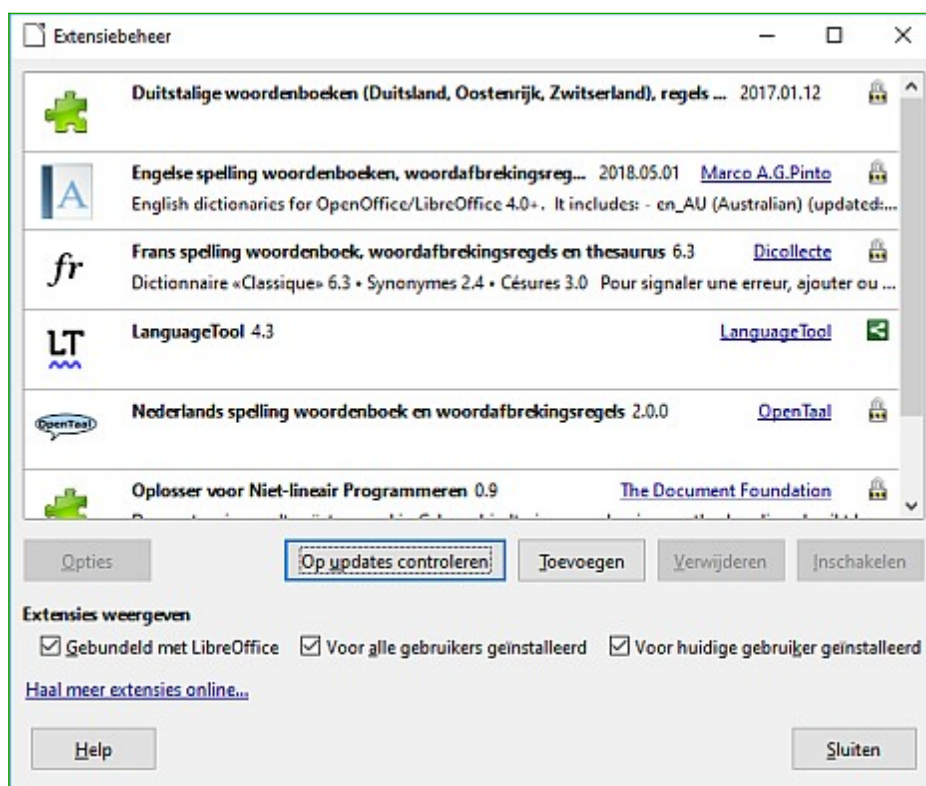 Extensiebeheer
Duitstalige woordenboeken (Duitsland, Oostenrijk, Zwitserland), regels ... 2017.01.12
A
Engelse spelling woordenboeken, woordafbrekingsreg... 2018.05.01 Marco A.G.Pinto
English dictionaries for OpenOffice/LibreOffice 4.0+. It includes: - en_AU (Australian) (updated:...
fr
Frans spelling woordenboek, woordafbrekingsregels en thesaurus 6.3 Dicollecte
Dictionnaire «Classique» 6.3 • Synonymes 2.4 • Césures 3.0 Pour signaler une erreur, ajouter ou ...
LT
LanguageTool 4.3 LanguageTool
OpenTaal
Nederlands spelling woordenboek en woordafbrekingsregels 2.0.0 OpenTaal
Oplosser voor Niet-lineair Programmeren 0.9 The Document Foundation
Opties Op updates controleren Toevoegen Verwijderen Inschakelen
Extensies weergeven
Gebundeld met LibreOffice Voor alle gebruikers geïnstalleerd Voor huidige gebruiker geïnstalleerd
Haal meer extensies online...
Help Sluiten